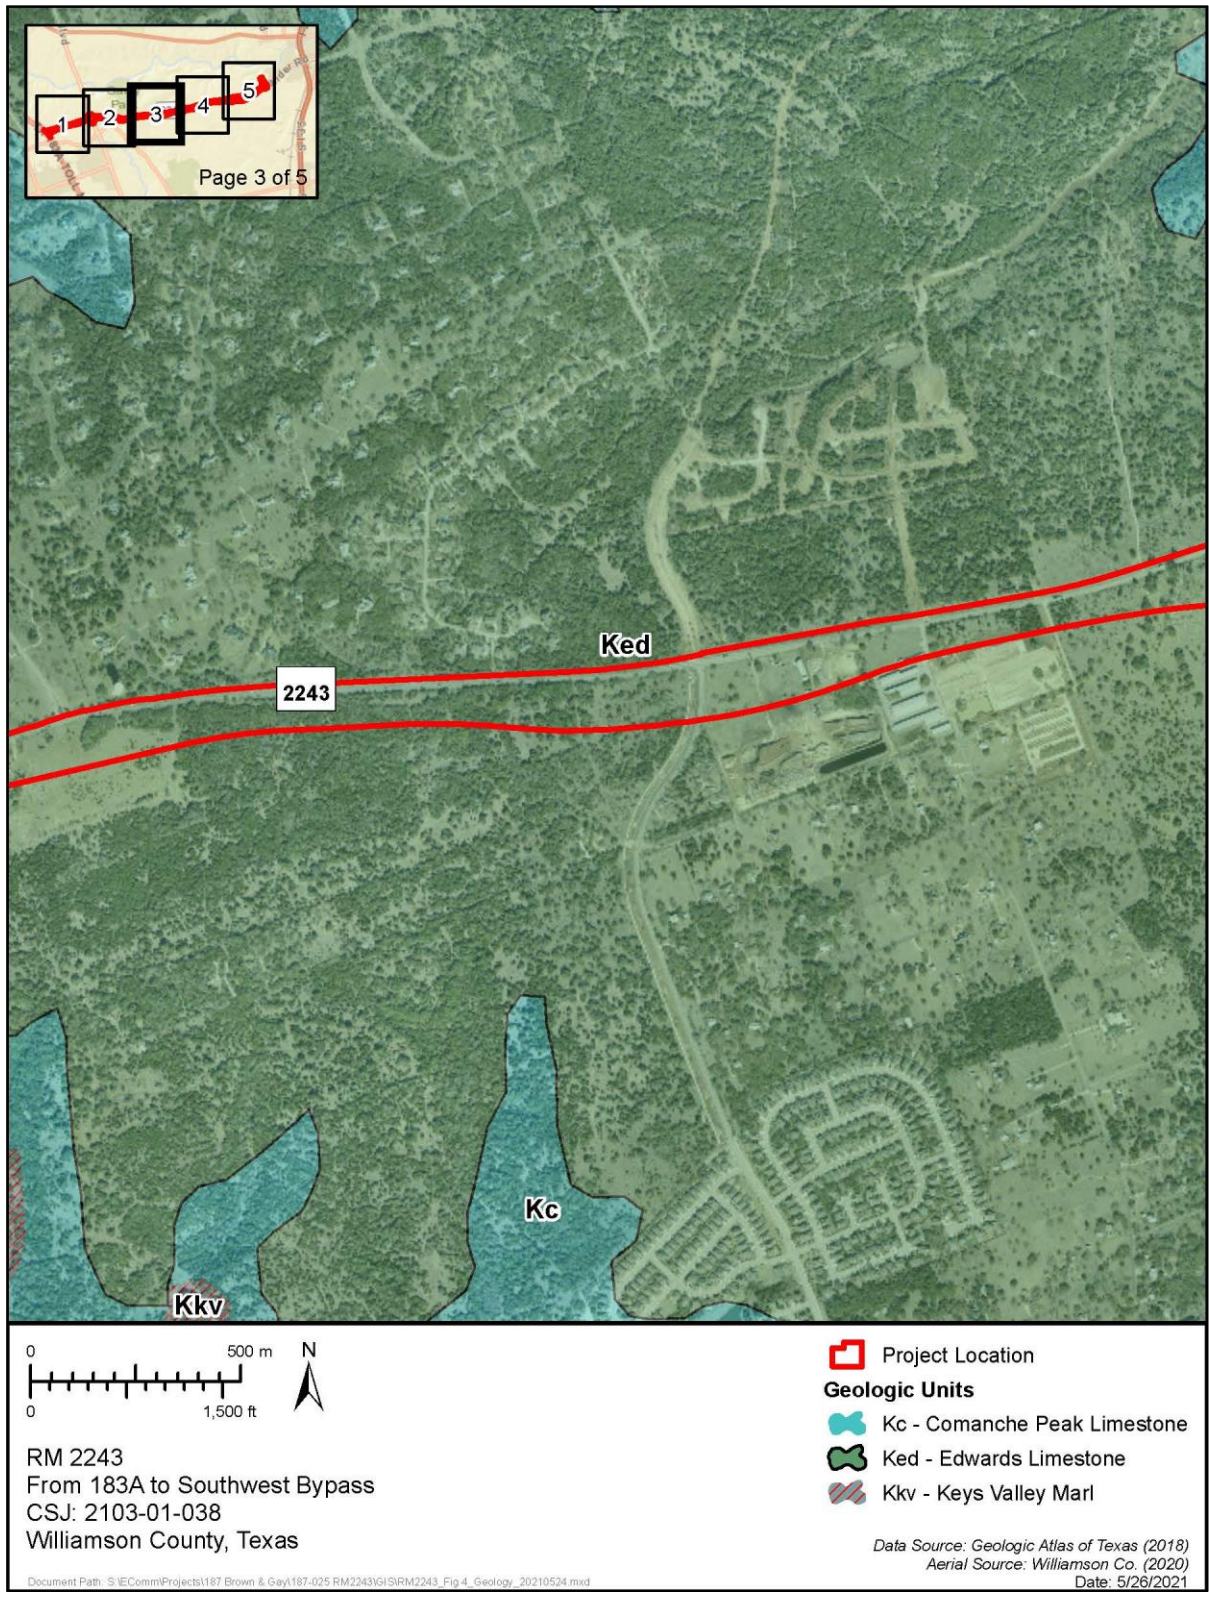 1
2
3
4
5
Page 3 of 5
Ked
2243
Kc
Kkv
0 500 m
0 1,500 ft
N
RM 2243
From 183A to Southwest Bypass
CSJ: 2103-01-038
Williamson County, Texas
Project Location
Geologic Units
Kc - Comanche Peak Limestone
Ked - Edwards Limestone
Kkv - Keys Valley Marl
Data Source: Geologic Atlas of Texas (2018)
Aerial Source: Williamson Co. (2020)
Date: 5/26/2021
Document Path: S:\EComm\Projects\187 Brown & Gay\187-025 RM2243\GIS\RM2243_Fig 4_Geology_20210524.mxd